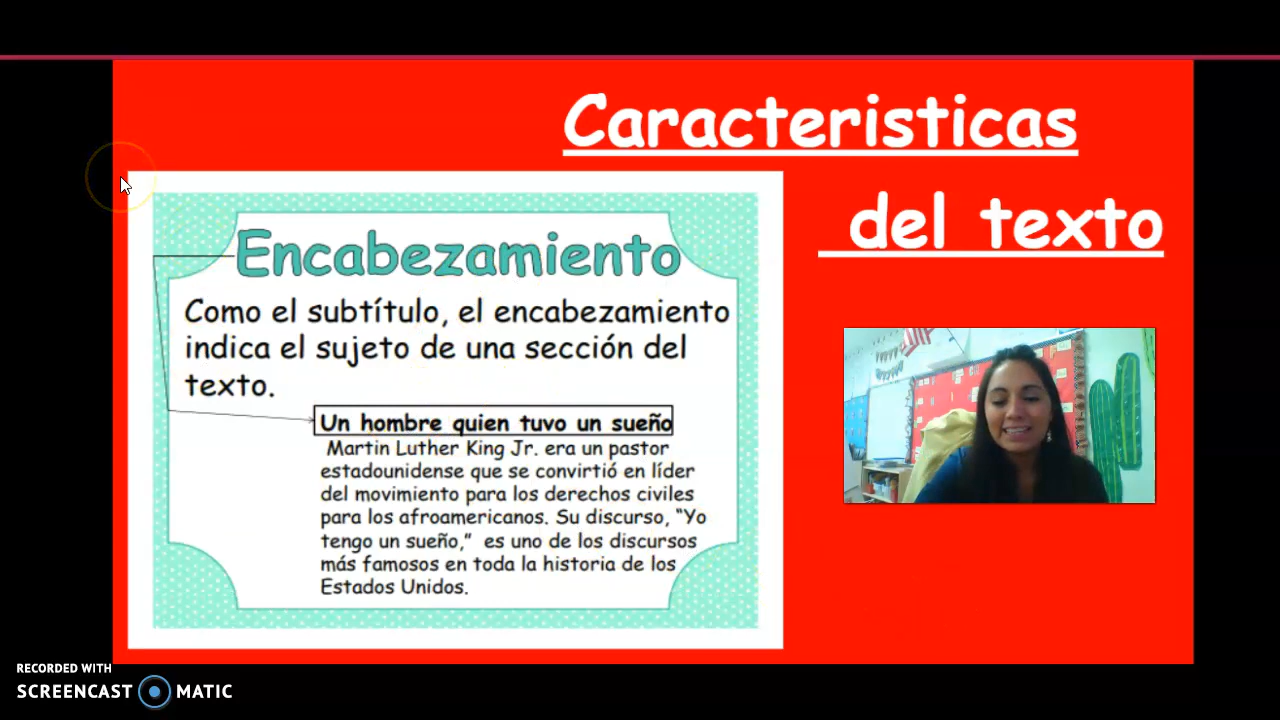 Caracteristicas
del texto
Encabezamiento
Como el subtítulo, el encabezamiento
indica el sujeto de una sección del
texto.
Un hombre quien tuvo un sueño
Martin Luther King Jr. era un pastor
estadounidense que se convirtió en líder
del movimiento para los derechos civiles
para los afroamericanos. Su discurso, “Yo
tengo un sueño,” es uno de los discursos
más famosos en toda la historia de los
Estados Unidos.
RECORDED WITH
SCREENCAST MATIC